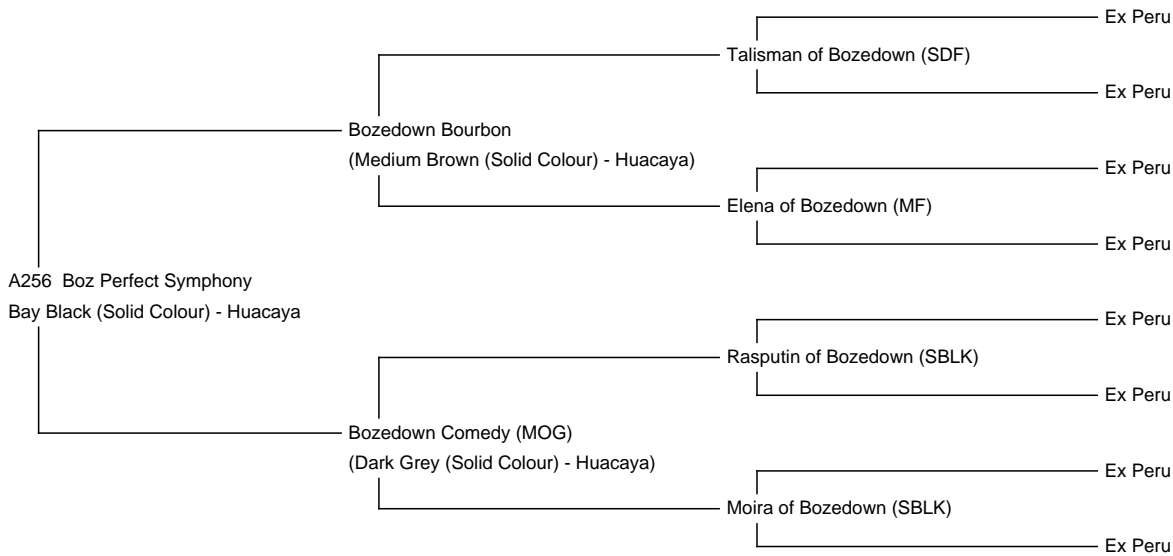 Ex Peru
Talisman of Bozedown (SDF)
Ex Peru
Bozedown Bourbon
(Medium Brown (Solid Colour) - Huacaya)
Ex Peru
Elena of Bozedown (MF)
Ex Peru
A256  Boz Perfect Symphony
Bay Black (Solid Colour) - Huacaya
Ex Peru
Rasputin of Bozedown (SBLK)
Ex Peru
Bozedown Comedy (MOG)
(Dark Grey (Solid Colour) - Huacaya)
Ex Peru
Moira of Bozedown (SBLK)
Ex Peru